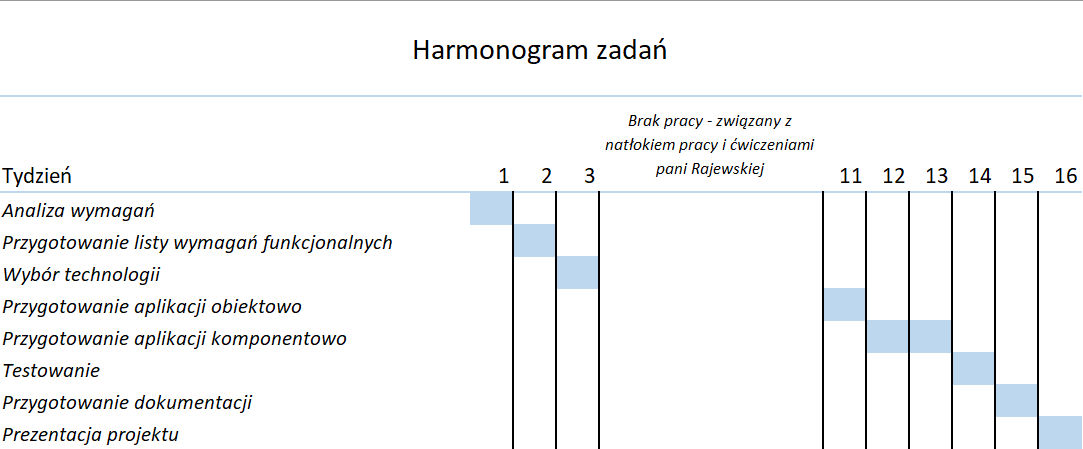 Harmonogram zadań
Brak pracy - związany z
natłokiem pracy i ćwiczeniami
pani Rajewskiej
Tydzień 1 2 3 11 12 13 14 15 16
Analiza wymagań
Przygotowanie listy wymagań funkcjonalnych
Wybór technologii
Przygotowanie aplikacji obiektowo
Przygotowanie aplikacji komponentowo
Testowanie
Przygotowanie dokumentacji
Prezentacja projektu